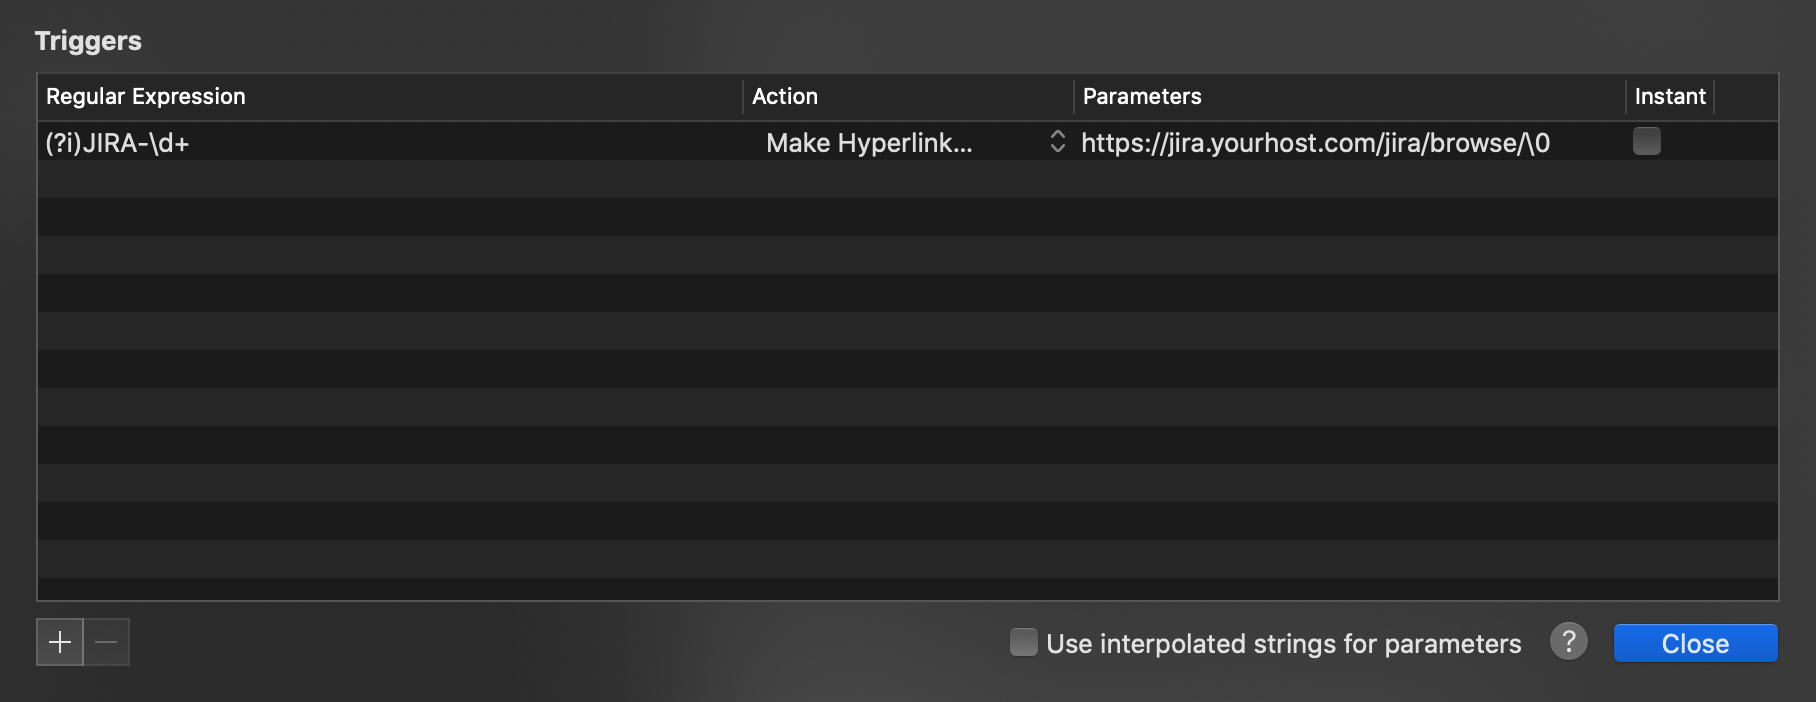 Triggers
Regular Expression Action Parameters Instant
(?i)JIRA-\d+ Make Hyperlink... https://jira.yourhost.com/jira/browse/\0
Use interpolated strings for parameters ? Close